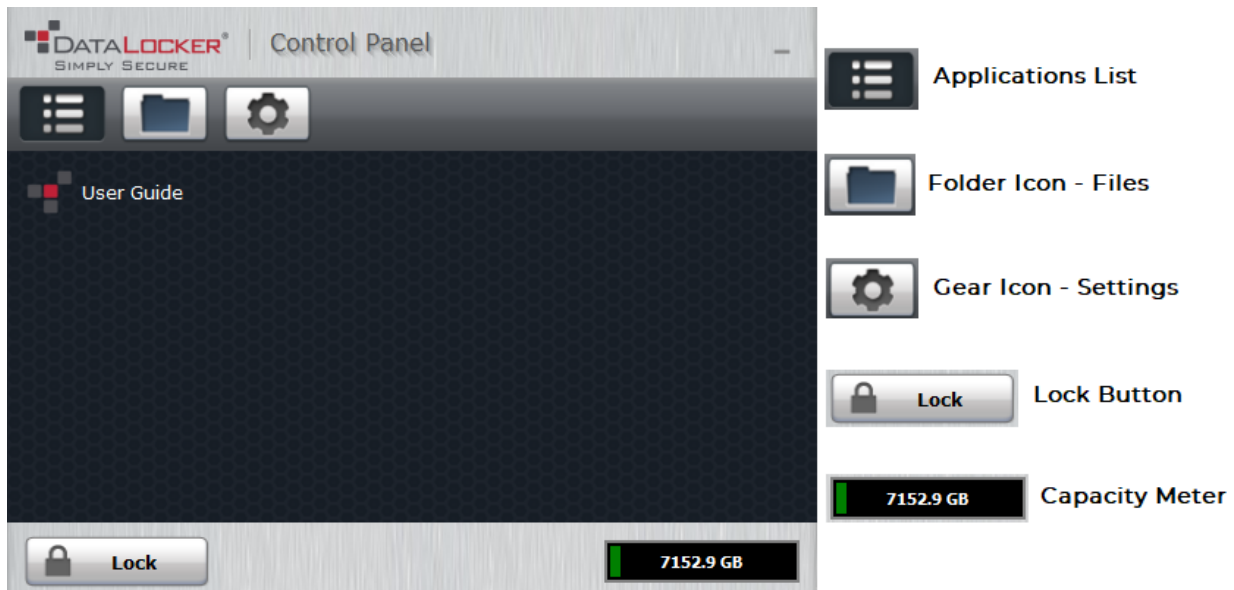 DATALOCKER® Control Panel
SIMPLY SECURE
User Guide
Lock
7152.9 GB
Applications List
Folder Icon - Files
Gear Icon - Settings
Lock Lock Button
7152.9 GB Capacity Meter